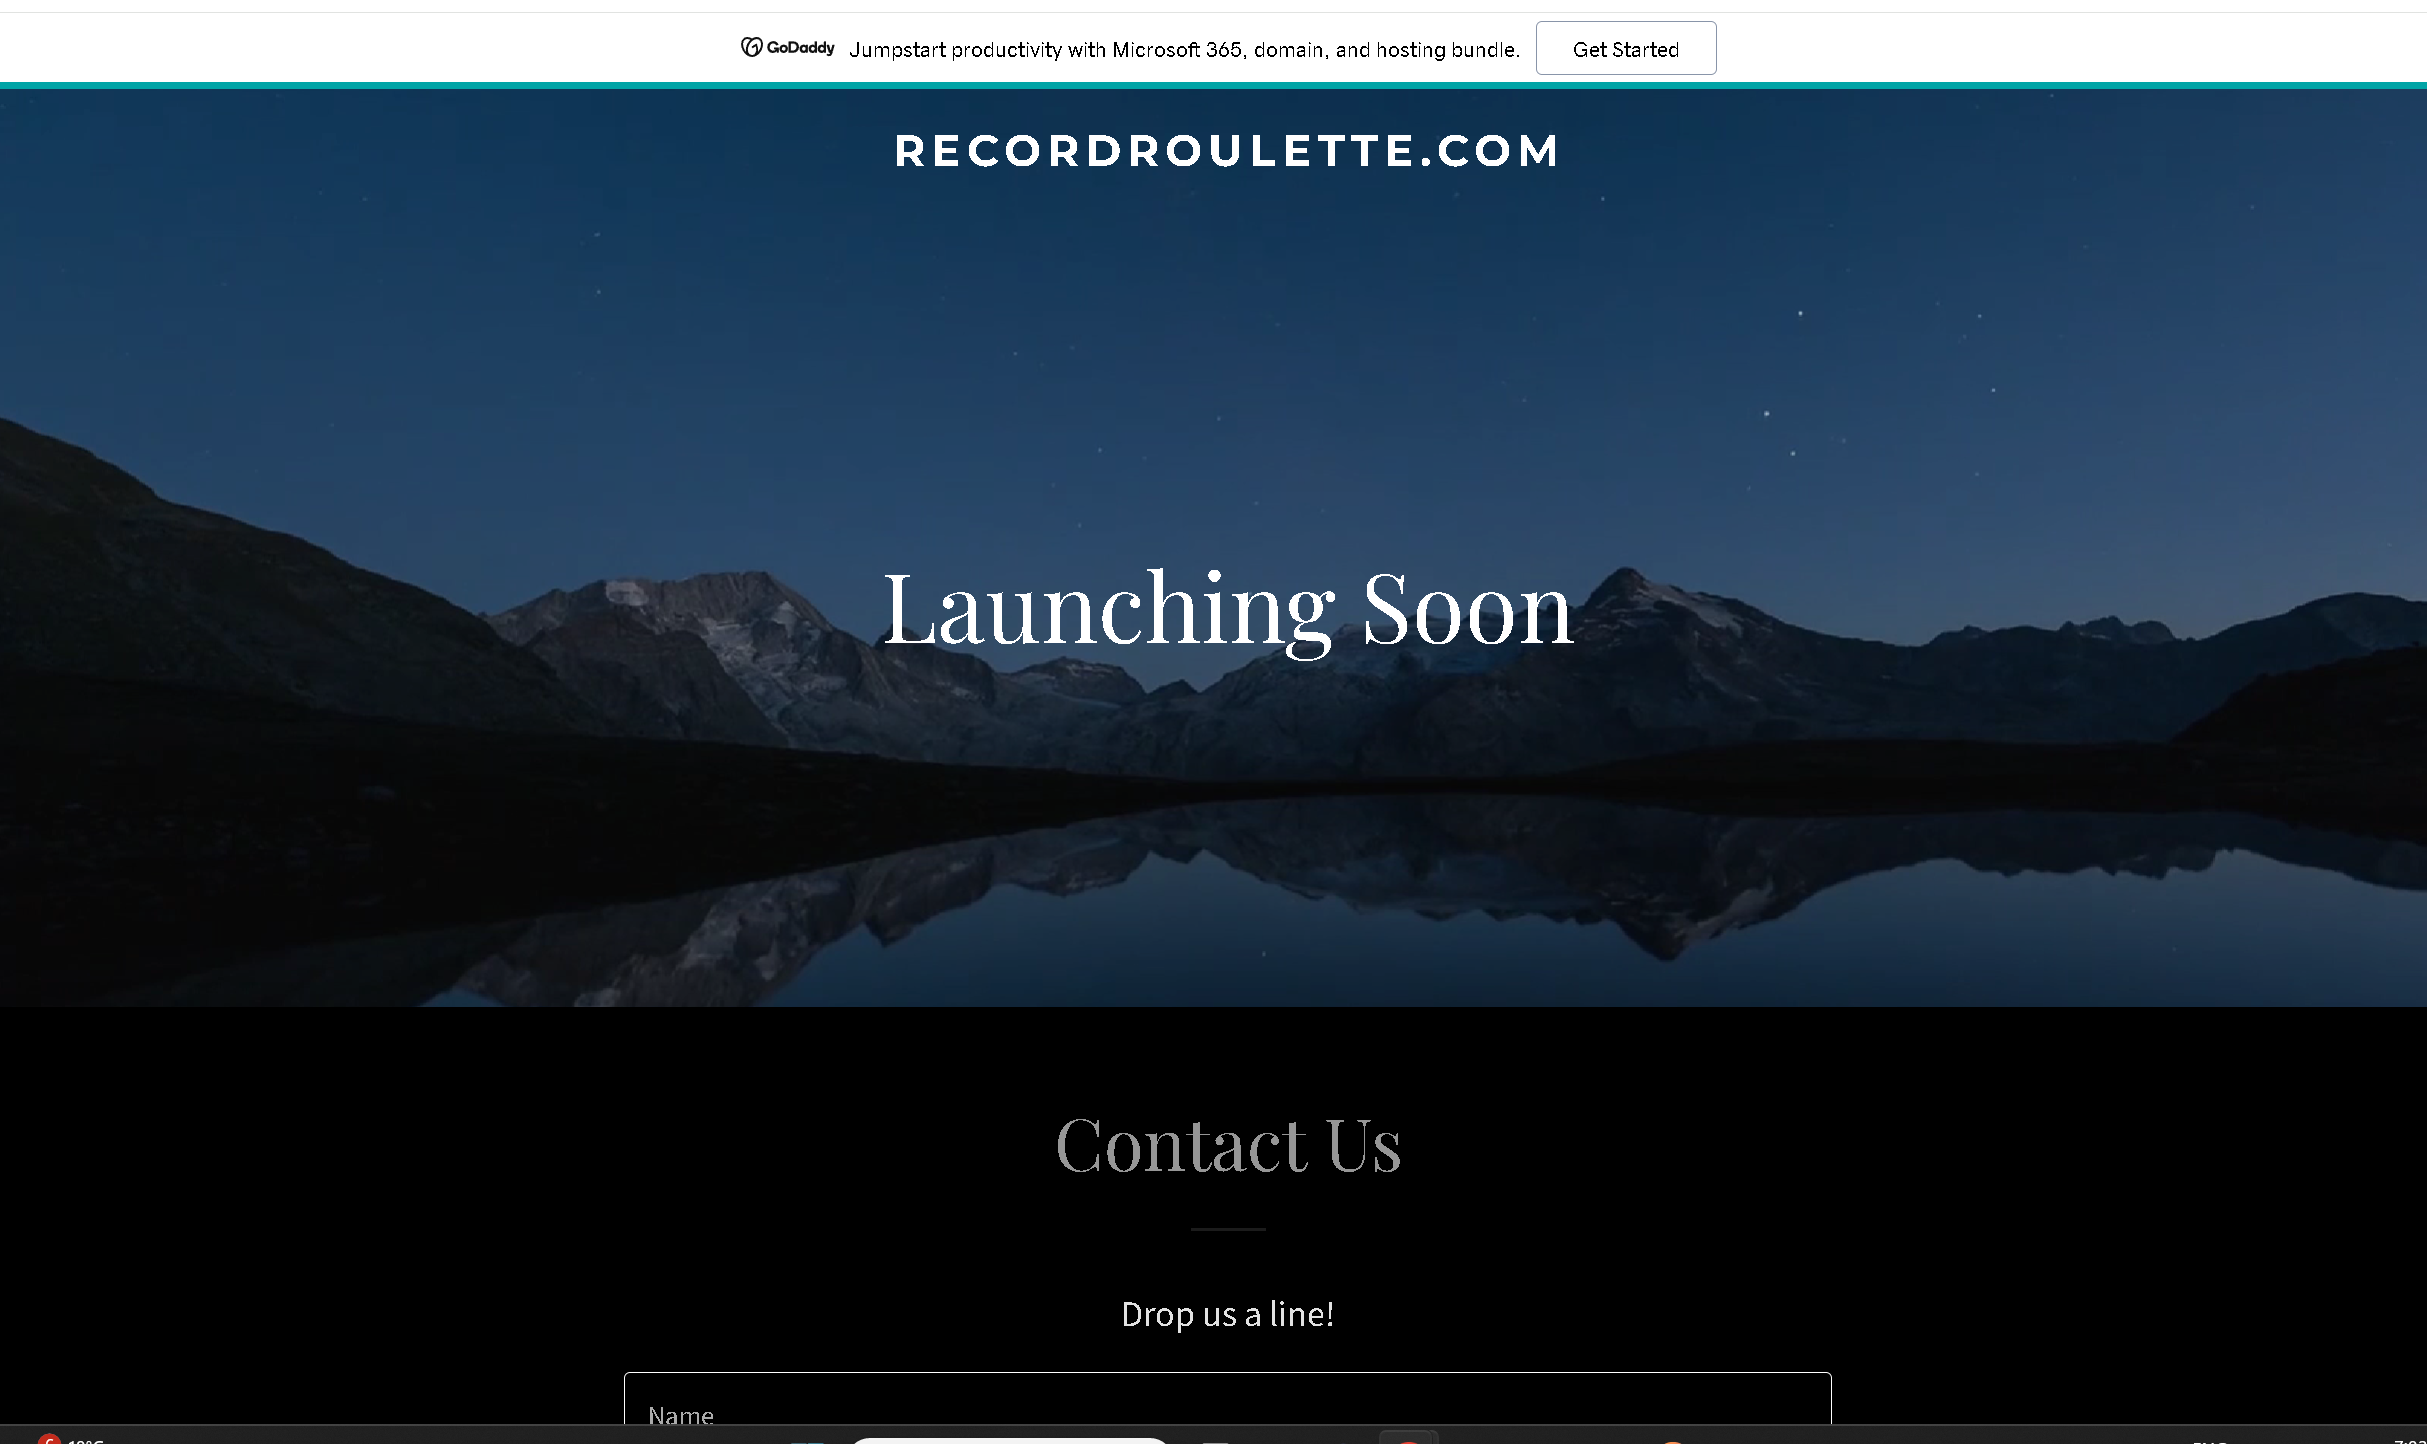 GoDaddy Jumpstart productivity with Microsoft 365, domain, and hosting bundle. Get Started
RECORDROULETTE.COM
Launching Soon
Contact Us
Drop us a line!
Name